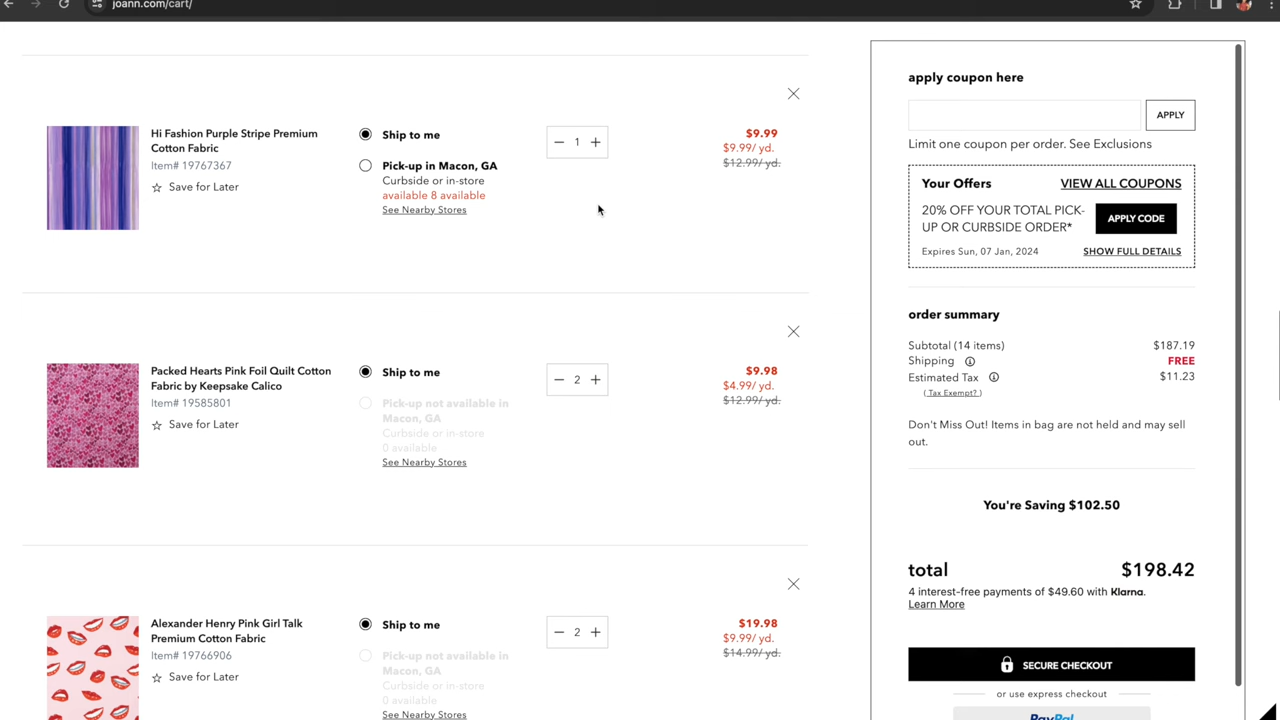 joann.com/cart/
Hi Fashion Purple Stripe Premium
Cotton Fabric
Item# 19767367
Save for Later
Ship to me
Pick-up in Macon, GA
Curbside or in-store
available 8 available
See Nearby Stores
1
$9.99
$9.99/ yd.
$12.99/ yd.
Packed Hearts Pink Foil Quilt Cotton
Fabric by Keepsake Calico
Item# 19585801
Save for Later
Ship to me
Pick-up not available in
Macon, GA
Curbside or in-store
0 available
See Nearby Stores
2
$9.98
$4.99/ yd.
$12.99/ yd.
Alexander Henry Pink Girl Talk
Premium Cotton Fabric
Item# 19766906
Save for Later
Ship to me
Pick-up not available in
Macon, GA
Curbside or in-store
0 available
See Nearby Stores
2
$19.98
$9.99/ yd.
$14.99/ yd.
apply coupon here
APPLY
Limit one coupon per order. See Exclusions
Your Offers VIEW ALL COUPONS
20% OFF YOUR TOTAL PICK-
UP OR CURBSIDE ORDER*
APPLY CODE
Expires Sun, 07 Jan, 2024 SHOW FULL DETAILS
order summary
Subtotal (14 items) $187.19
Shipping FREE
Estimated Tax $11.23
( Tax Exempt? )
Don't Miss Out! Items in bag are not held and may sell
out.
You're Saving $102.50
total $198.42
4 interest-free payments of $49.60 with Klarna.
Learn More
SECURE CHECKOUT
or use express checkout
PayPal